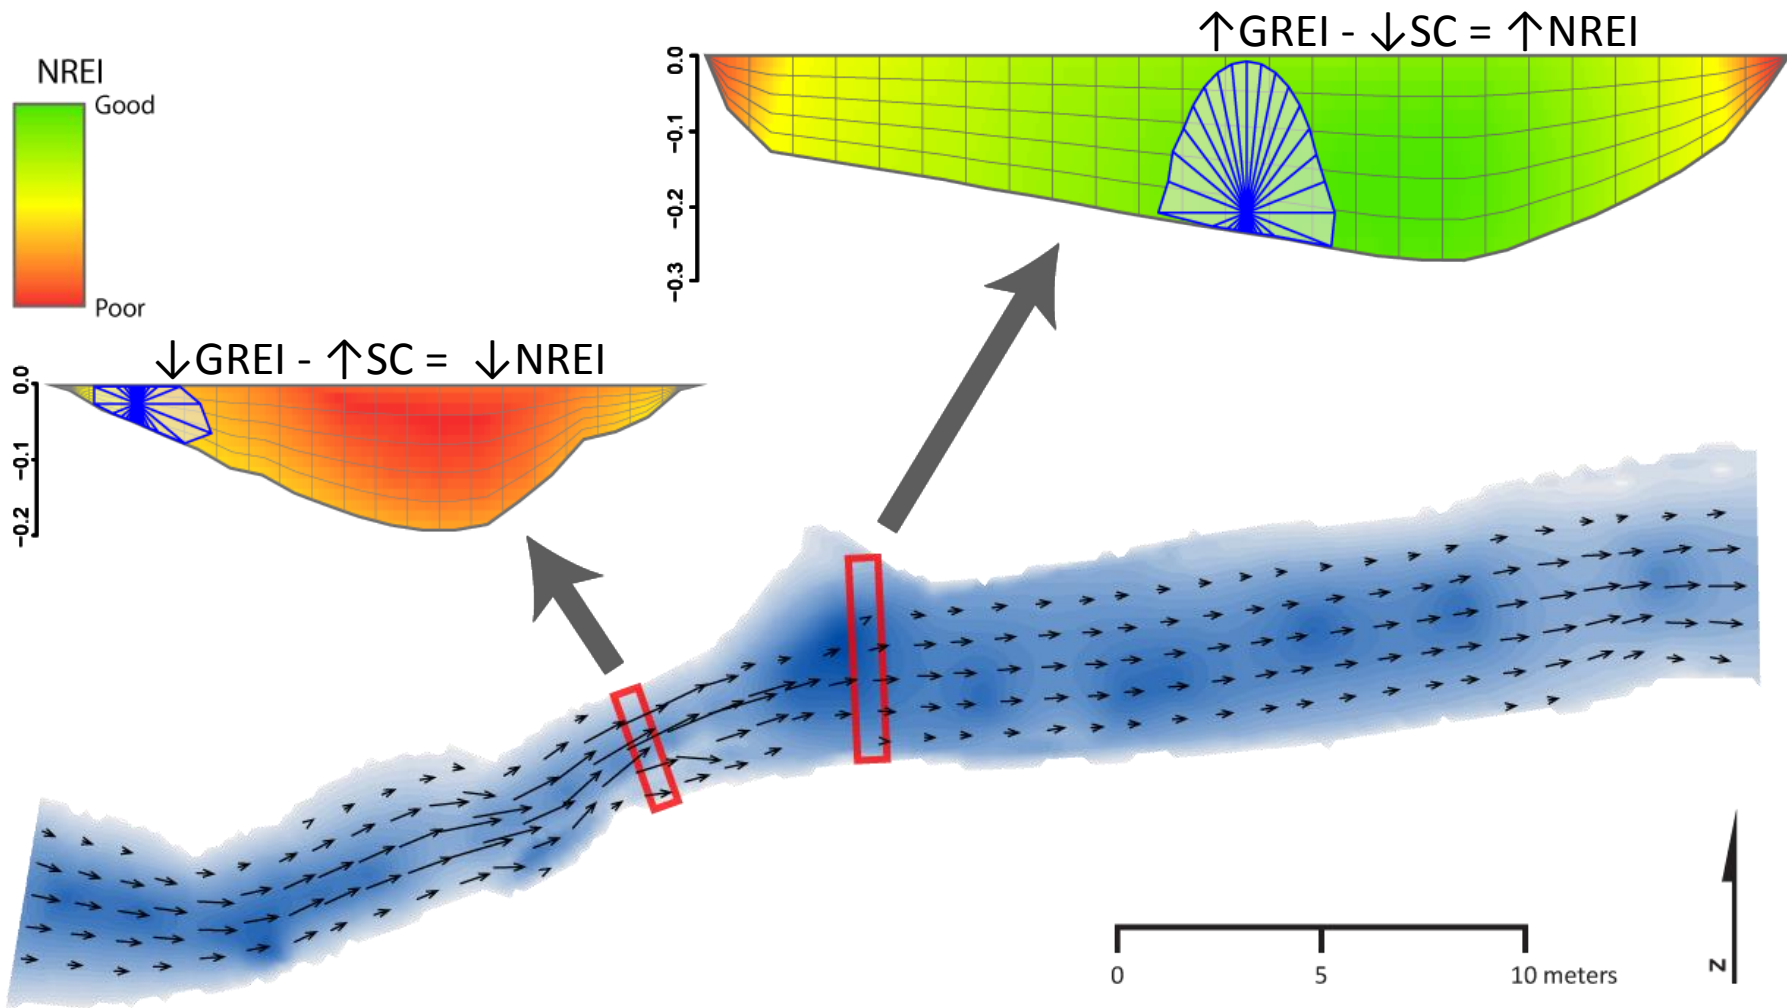 ↑GREI - ↓SC = ↑NREI
NREI
Good
Poor
0.0
-0.1
-0.2
-0.3
↓GREI - ↑SC = ↓NREI
0.0
-0.1
-0.2
0 5 10 meters
N